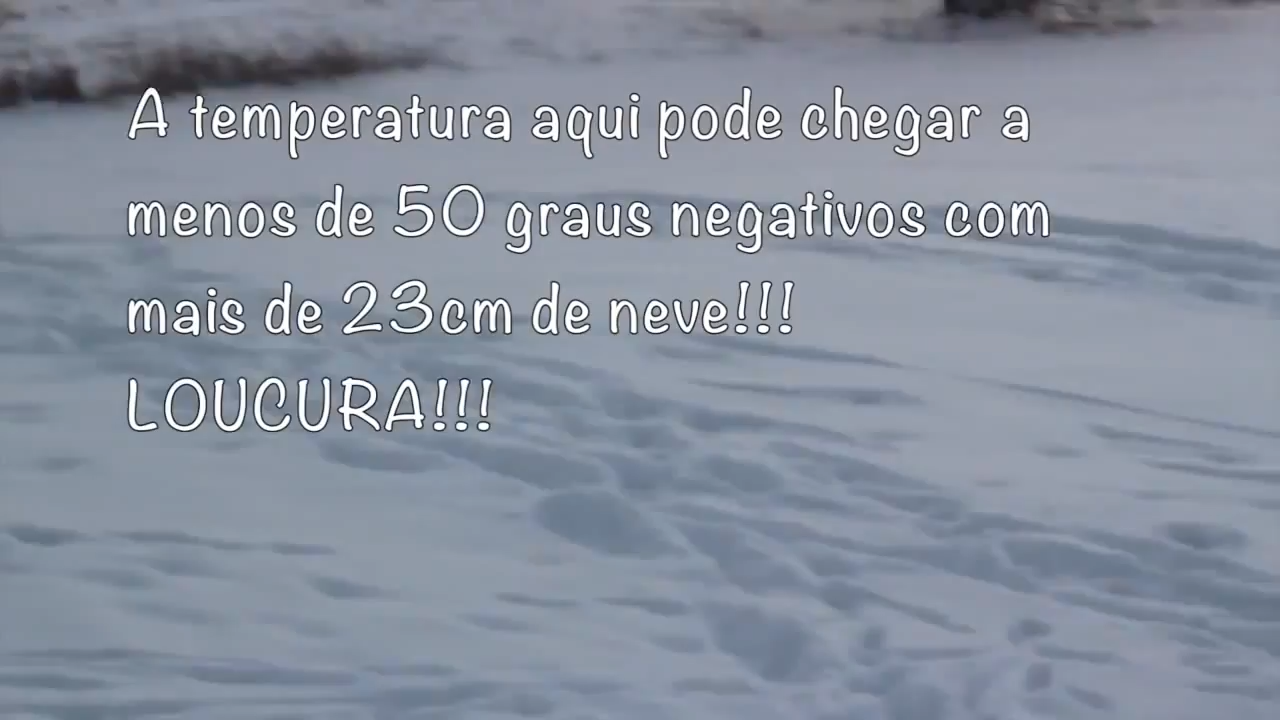 A temperatura aqui pode chegar a
menos de 50 graus negativos com
mais de 23cm de neve!!!
LOUCURA!!!